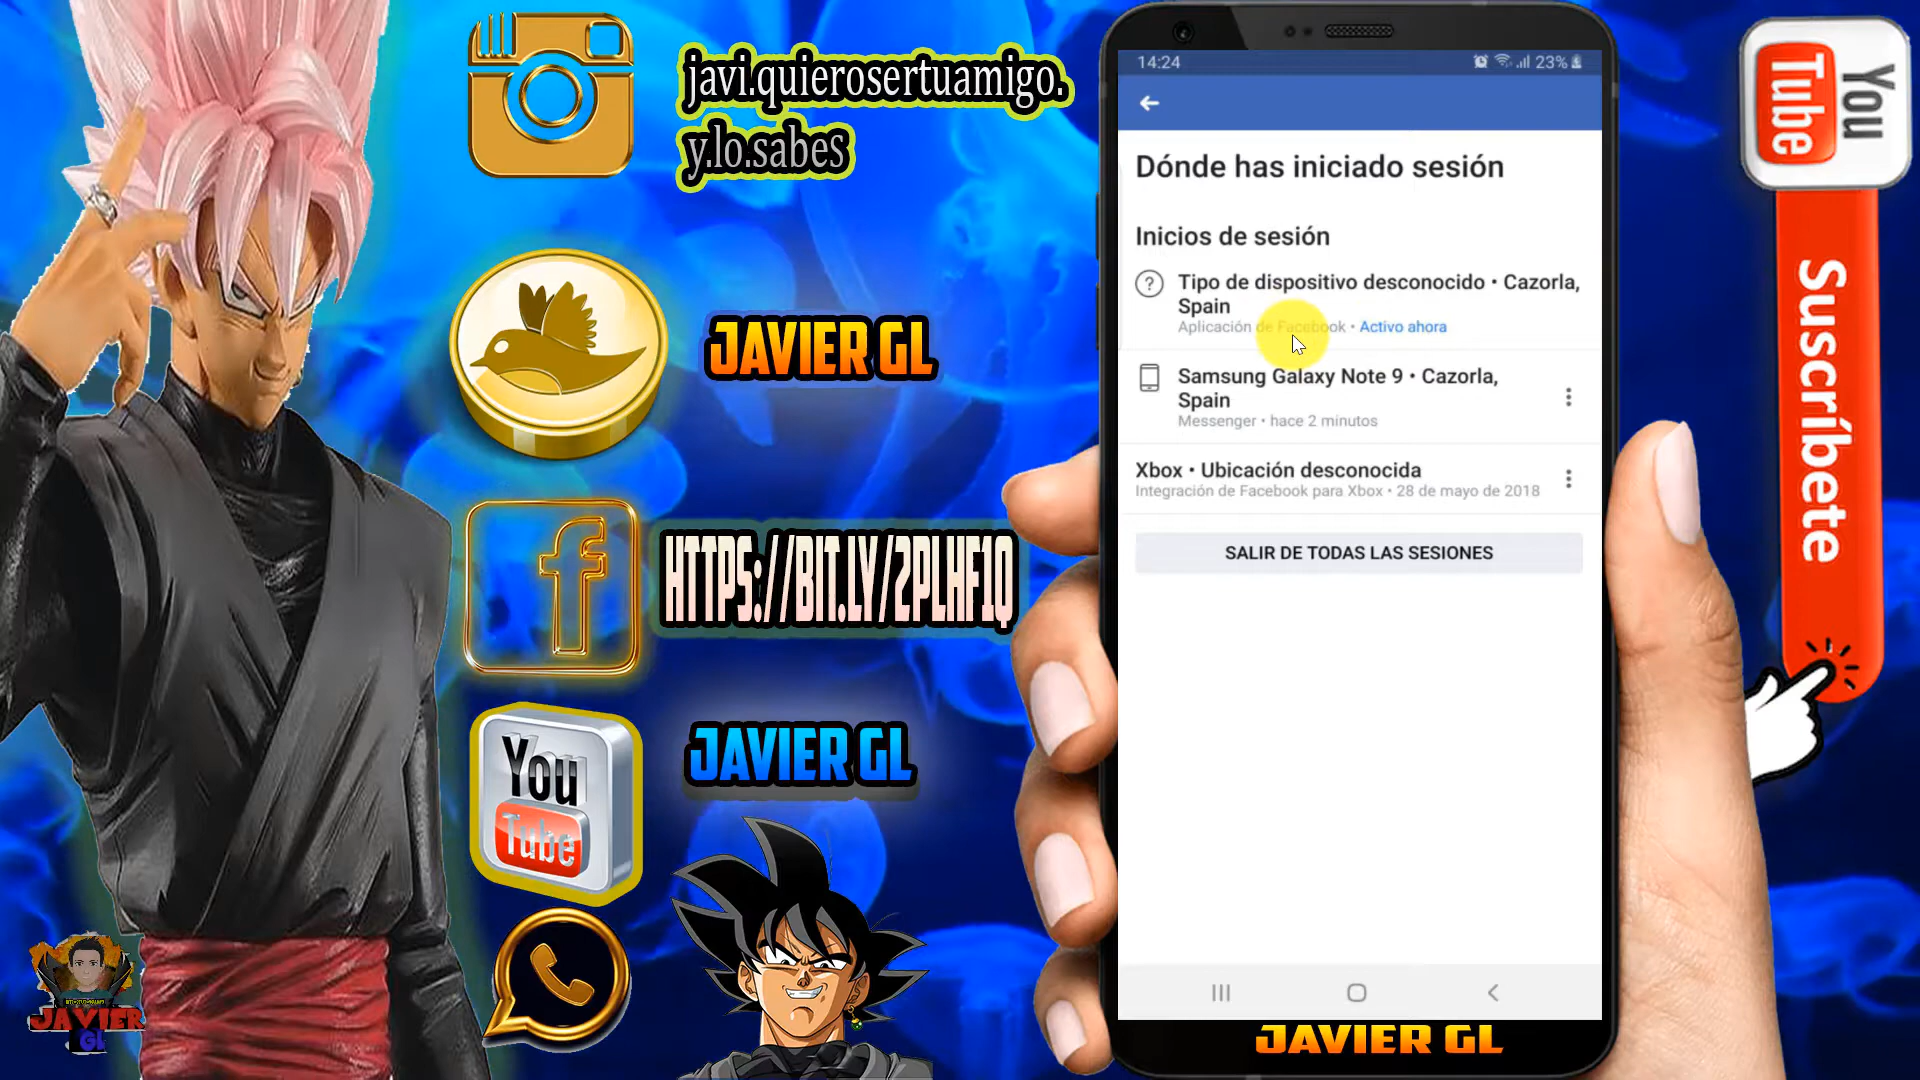 javi.quierosertuamigo.
y.lo.sabes
JAVIER GL
HTTPS://BIT.LY/2PLHF1Q
You
Tube
JAVIER GL
JAVIER
GL
14:24
23%
Dónde has iniciado sesión
Inicios de sesión
Tipo de dispositivo desconocido • Cazorla,
Spain
Aplicación de Facebook • Activo ahora
Samsung Galaxy Note 9 • Cazorla,
Spain
Messenger • hace 2 minutos
Xbox • Ubicación desconocida
Integración de Facebook para Xbox • 28 de mayo de 2018
SALIR DE TODAS LAS SESIONES
JAVIER GL
You
Tube
Suscríbete